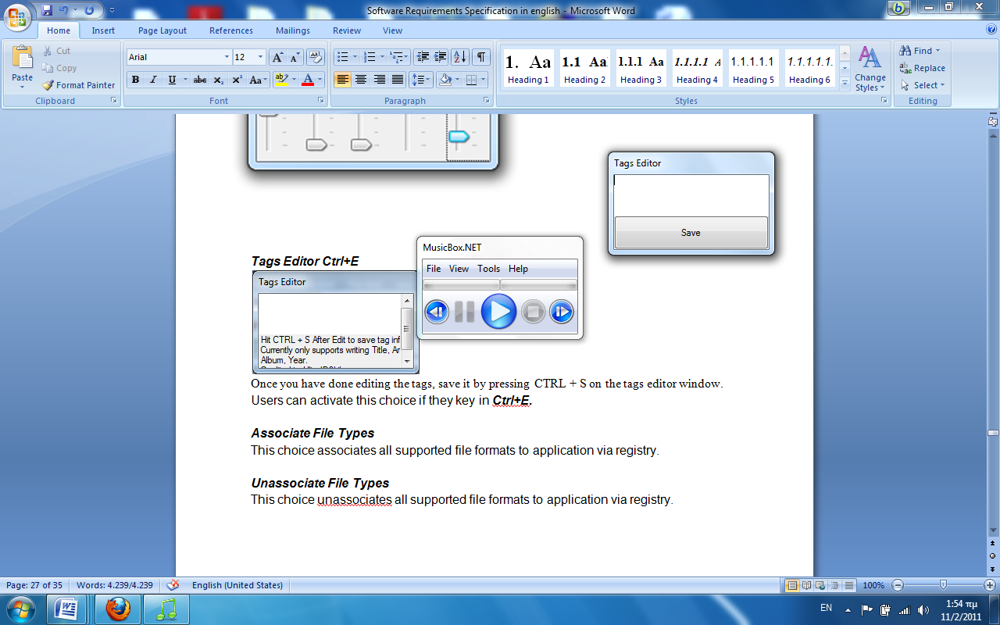 Software Requirements Specification in english - Microsoft Word
Home Insert Page Layout References Mailings Review View
Paste
Cut
Copy
Format Painter
Clipboard
Arial 12
B I U abc x₂ x² Aa
ab A
Font
Paragraph
1. Aa 1.1 Aa 1.1.1 Aa 1.1.1.1 A 1.1.1.1.1 1.1.1.1.1.
Heading 1 Heading 2 Heading 3 Heading 4 Heading 5 Heading 6
Change Styles
Styles
Find
Replace
Select
Editing
Tags Editor
Save
Tags Editor Ctrl+E
MusicBox.NET
File View Tools Help
Tags Editor
Hit CTRL + S After Edit to save tag inf
Currently only supports writing Title, Ar
Album, Year.
Once you have done editing the tags, save it by pressing CTRL + S on the tags editor window.
Users can activate this choice if they key in Ctrl+E.
Associate File Types
This choice associates all supported file formats to application via registry.
Unassociate File Types
This choice unassociates all supported file formats to application via registry.
Page: 27 of 35 Words: 4.239/4.239 English (United States) 100%
EN 1:54 πμ
11/2/2011